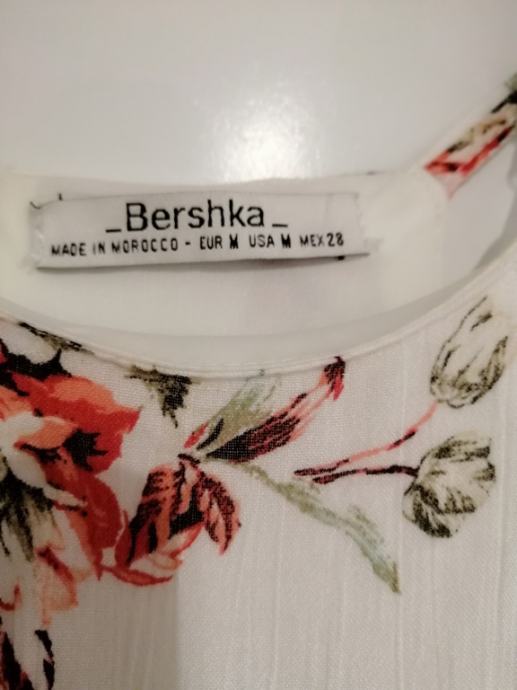 _Bershka_
MADE IN MOROCCO - EUR M USA M MEX 28